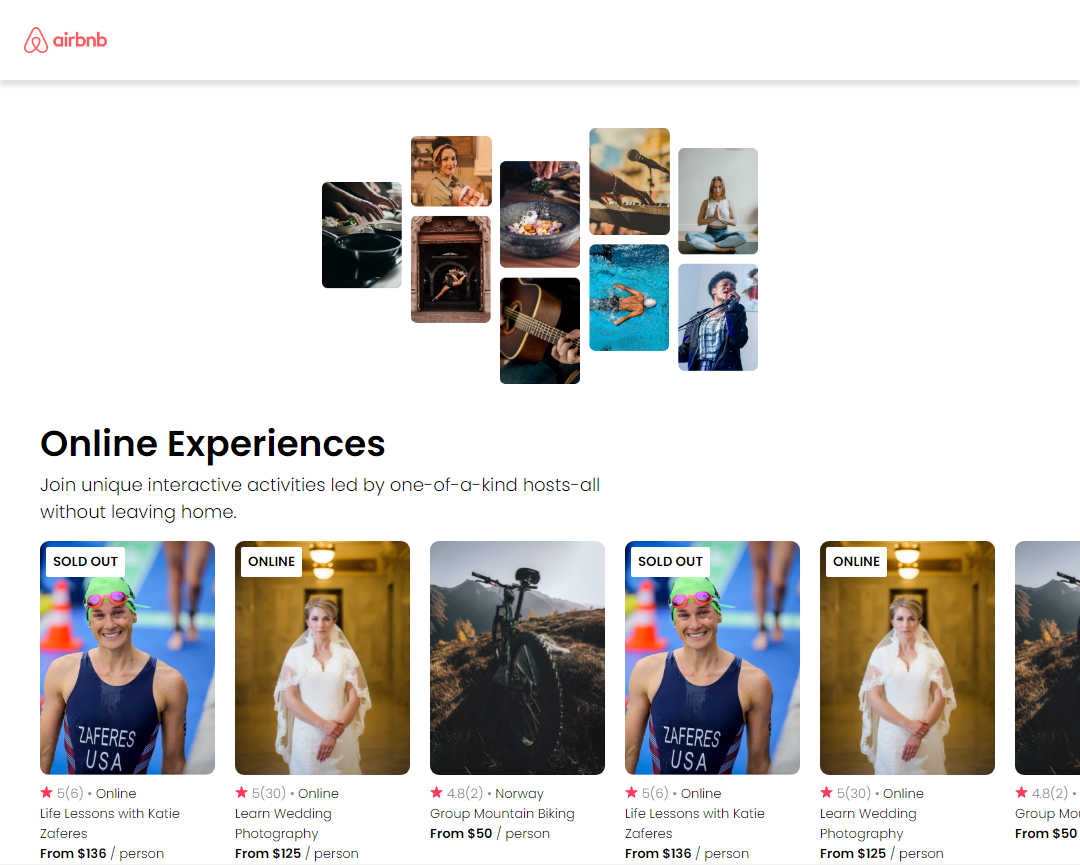 airbnb
Online Experiences
Join unique interactive activities led by one-of-a-kind hosts-all
without leaving home.
SOLD OUT
ZAFERES
USA
5(6) • Online
Life Lessons with Katie
Zaferes
From $136 / person
ONLINE
5(30) • Online
Learn Wedding
Photography
From $125 / person
4.8(2) • Norway
Group Mountain Biking
From $50 / person
SOLD OUT
ZAFERES
USA
5(6) • Online
Life Lessons with Katie
Zaferes
From $136 / person
ONLINE
5(30) • Online
Learn Wedding
Photography
From $125 / person
4.8(2) •
Group
From $50